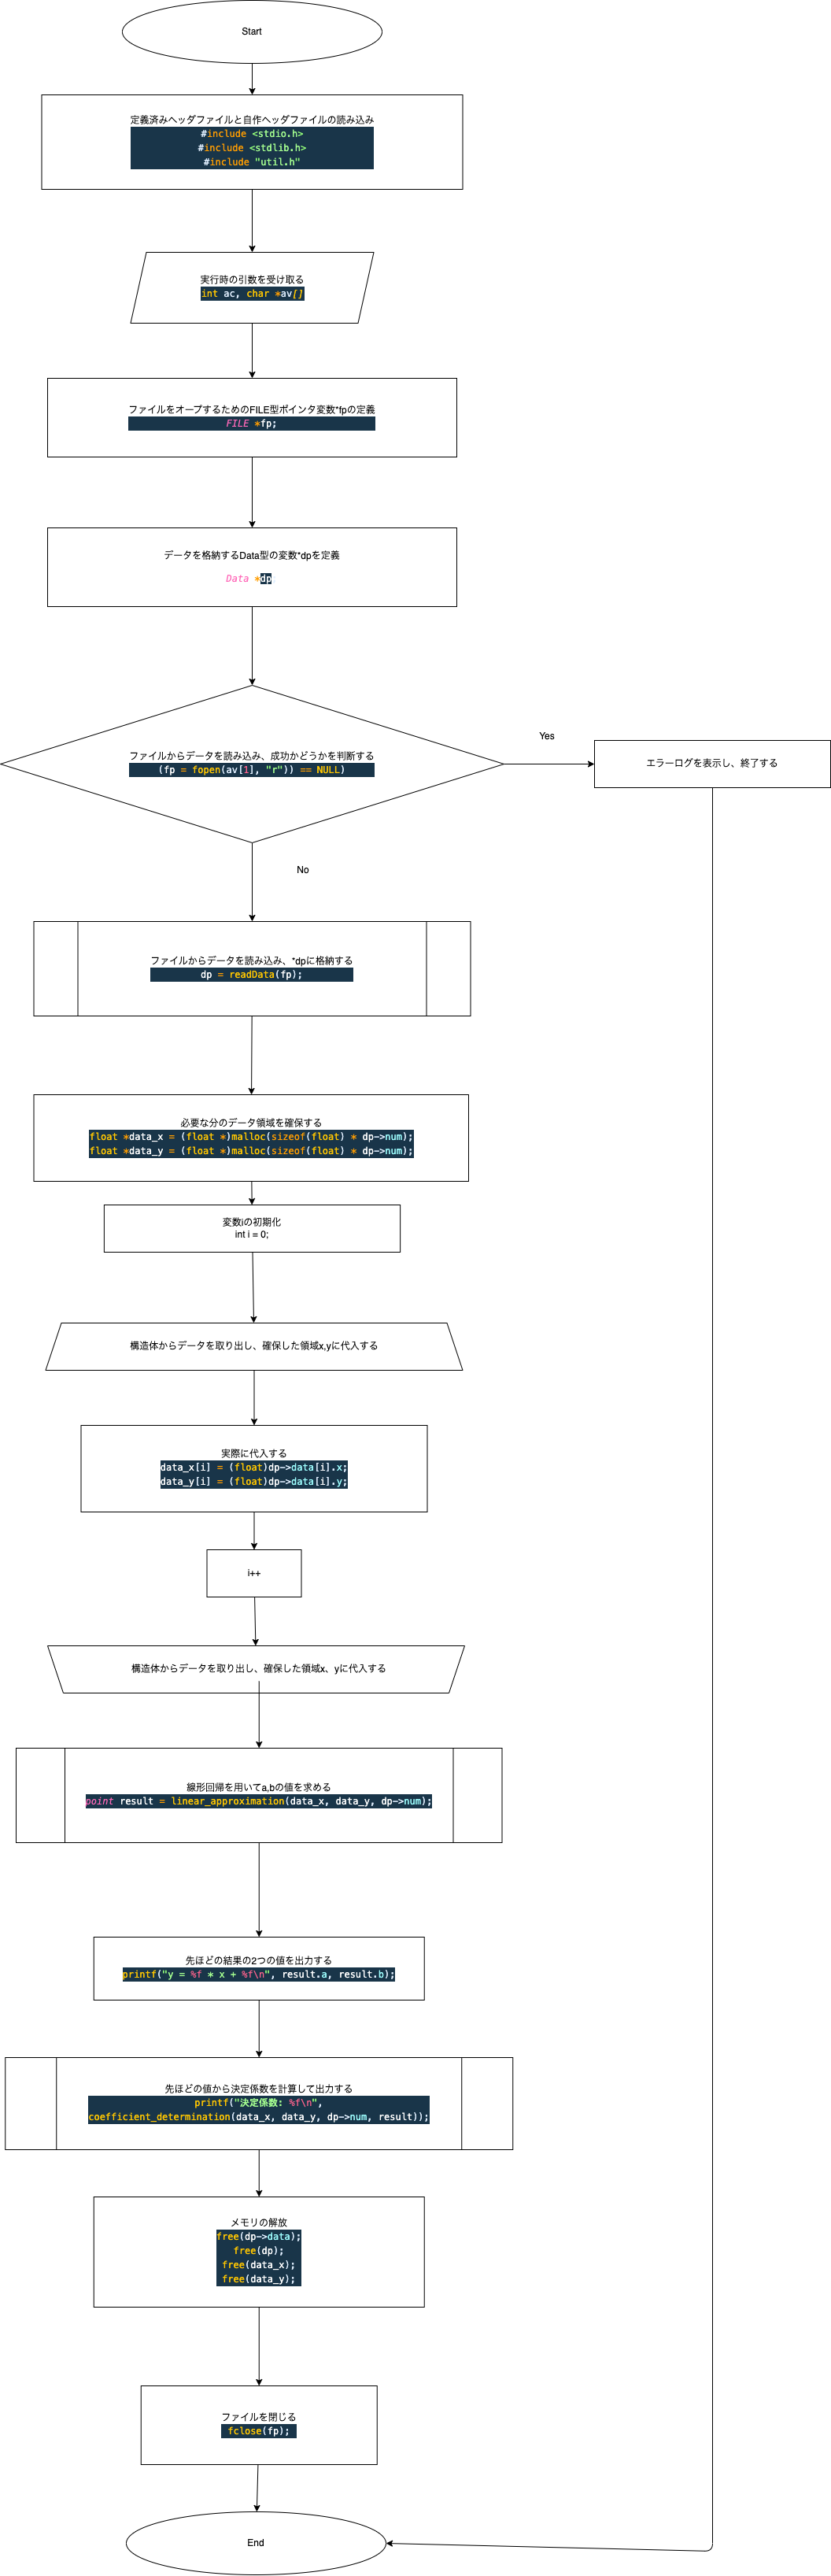 Start
定義済みヘッダファイルと自作ヘッダファイルの読み込み
#include <stdio.h>
#include <stdlib.h>
#include "util.h"
実行時の引数を受け取る
int ac, char *av[]
ファイルをオープするためのFILE型ポインタ変数*fpの定義
FILE *fp;
データを格納するData型の変数*dpを定義
Data *dp
ファイルからデータを読み込み、成功かどうかを判断する
(fp = fopen(av[1], "r")) == NULL)
Yes
エラーログを表示し、終了する
No
ファイルからデータを読み込み、*dpに格納する
dp = readData(fp);
必要な分のデータ領域を確保する
float *data_x = (float *)malloc(sizeof(float) * dp->num);
float *data_y = (float *)malloc(sizeof(float) * dp->num);
変数iの初期化
int i = 0;
構造体からデータを取り出し、確保した領域x,yに代入する
実際に代入する
data_x[i] = (float)dp->data[i].x;
data_y[i] = (float)dp->data[i].y;
i++
構造体からデータを取り出し、確保した領域x、yに代入する
線形回帰を用いてa,bの値を求める
point result = linear_approximation(data_x, data_y, dp->num);
先ほどの結果の2つの値を出力する
printf("y = %f * x + %f\n", result.a, result.b);
先ほどの値から決定係数を計算して出力する
printf("決定係数: %f\n",
coefficient_determination(data_x, data_y, dp->num, result));
メモリの解放
free(dp->data);
free(dp);
free(data_x);
free(data_y);
ファイルを閉じる
fclose(fp);
End